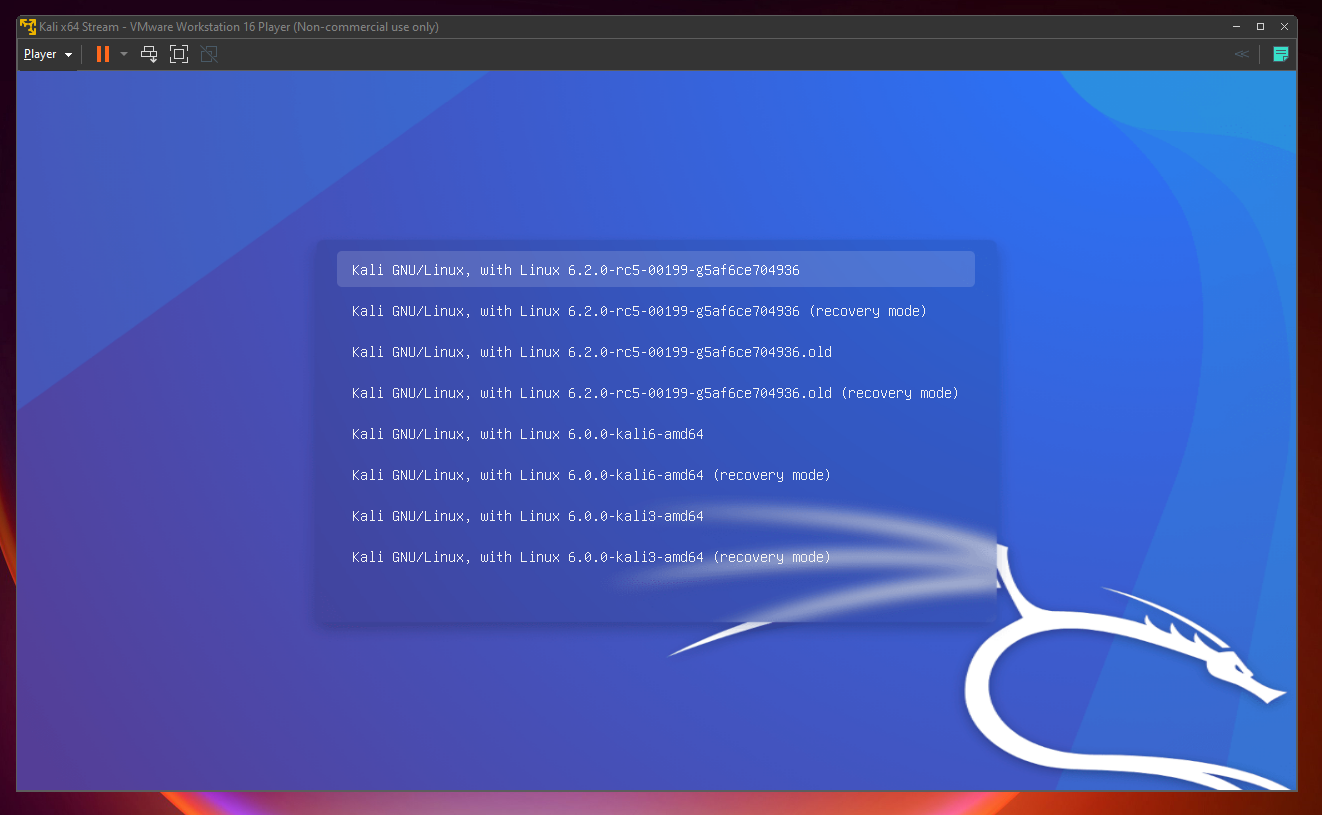 Kali x64 Stream - VMware Workstation 16 Player (Non-commercial use only)
Player
Kali GNU/Linux, with Linux 6.2.0-rc5-00199-g5af6ce704936
Kali GNU/Linux, with Linux 6.2.0-rc5-00199-g5af6ce704936 (recovery mode)
Kali GNU/Linux, with Linux 6.2.0-rc5-00199-g5af6ce704936.old
Kali GNU/Linux, with Linux 6.2.0-rc5-00199-g5af6ce704936.old (recovery mode)
Kali GNU/Linux, with Linux 6.0.0-kali6-amd64
Kali GNU/Linux, with Linux 6.0.0-kali6-amd64 (recovery mode)
Kali GNU/Linux, with Linux 6.0.0-kali3-amd64
Kali GNU/Linux, with Linux 6.0.0-kali3-amd64 (recovery mode)